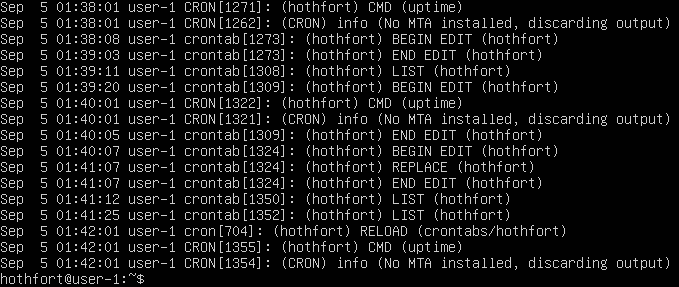 Sep  5 01:38:01 user-1 CRON[1271]: (hothfort) CMD (uptime)
Sep  5 01:38:01 user-1 CRON[1262]: (CRON) info (No MTA installed, discarding output)
Sep  5 01:38:08 user-1 crontab[1273]: (hothfort) BEGIN EDIT (hothfort)
Sep  5 01:39:03 user-1 crontab[1273]: (hothfort) END EDIT (hothfort)
Sep  5 01:39:11 user-1 crontab[1308]: (hothfort) LIST (hothfort)
Sep  5 01:39:20 user-1 crontab[1309]: (hothfort) BEGIN EDIT (hothfort)
Sep  5 01:40:01 user-1 CRON[1322]: (hothfort) CMD (uptime)
Sep  5 01:40:01 user-1 CRON[1321]: (CRON) info (No MTA installed, discarding output)
Sep  5 01:40:05 user-1 crontab[1309]: (hothfort) END EDIT (hothfort)
Sep  5 01:40:07 user-1 crontab[1324]: (hothfort) BEGIN EDIT (hothfort)
Sep  5 01:41:07 user-1 crontab[1324]: (hothfort) REPLACE (hothfort)
Sep  5 01:41:07 user-1 crontab[1324]: (hothfort) END EDIT (hothfort)
Sep  5 01:41:12 user-1 crontab[1350]: (hothfort) LIST (hothfort)
Sep  5 01:41:25 user-1 crontab[1352]: (hothfort) LIST (hothfort)
Sep  5 01:42:01 user-1 cron[704]: (hothfort) RELOAD (crontabs/hothfort)
Sep  5 01:42:01 user-1 CRON[1355]: (hothfort) CMD (uptime)
Sep  5 01:42:01 user-1 CRON[1354]: (CRON) info (No MTA installed, discarding output)
hothfort@user-1:~$